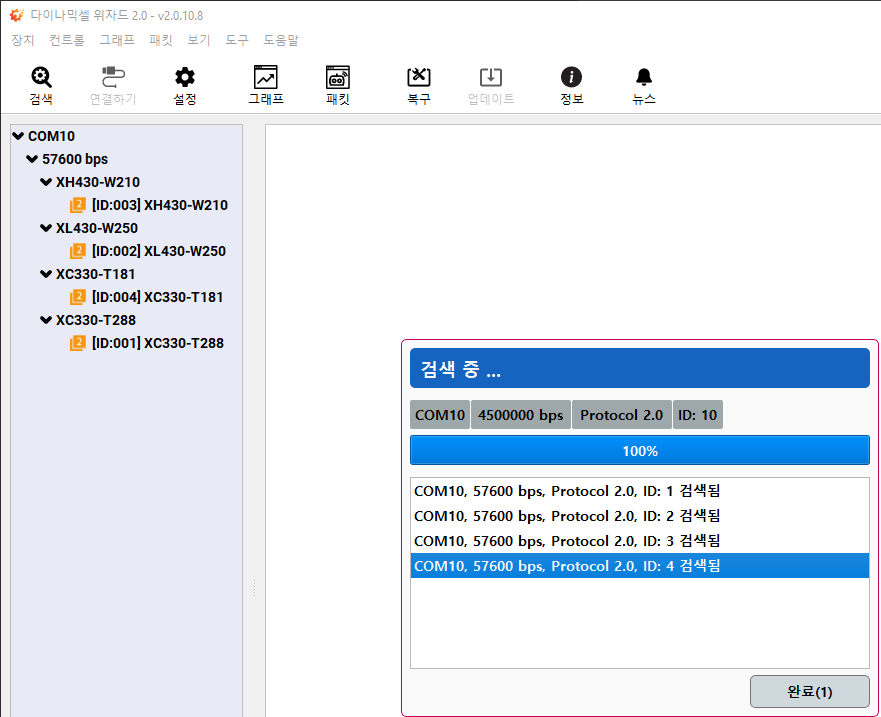 다이나믹셀 위자드 2.0 - v2.0.10.8
장치 컨트롤 그래프 패킷 보기 도구 도움말
검색 연결하기 설정 그래프 패킷 복구 업데이트 정보 뉴스
COM10
57600 bps
XH430-W210
2 [ID:003] XH430-W210
XL430-W250
2 [ID:002] XL430-W250
XC330-T181
2 [ID:004] XC330-T181
XC330-T288
2 [ID:001] XC330-T288
검색 중 ...
COM10 4500000 bps Protocol 2.0 ID: 10
100%
COM10, 57600 bps, Protocol 2.0, ID: 1 검색됨
COM10, 57600 bps, Protocol 2.0, ID: 2 검색됨
COM10, 57600 bps, Protocol 2.0, ID: 3 검색됨
COM10, 57600 bps, Protocol 2.0, ID: 4 검색됨
완료(1)